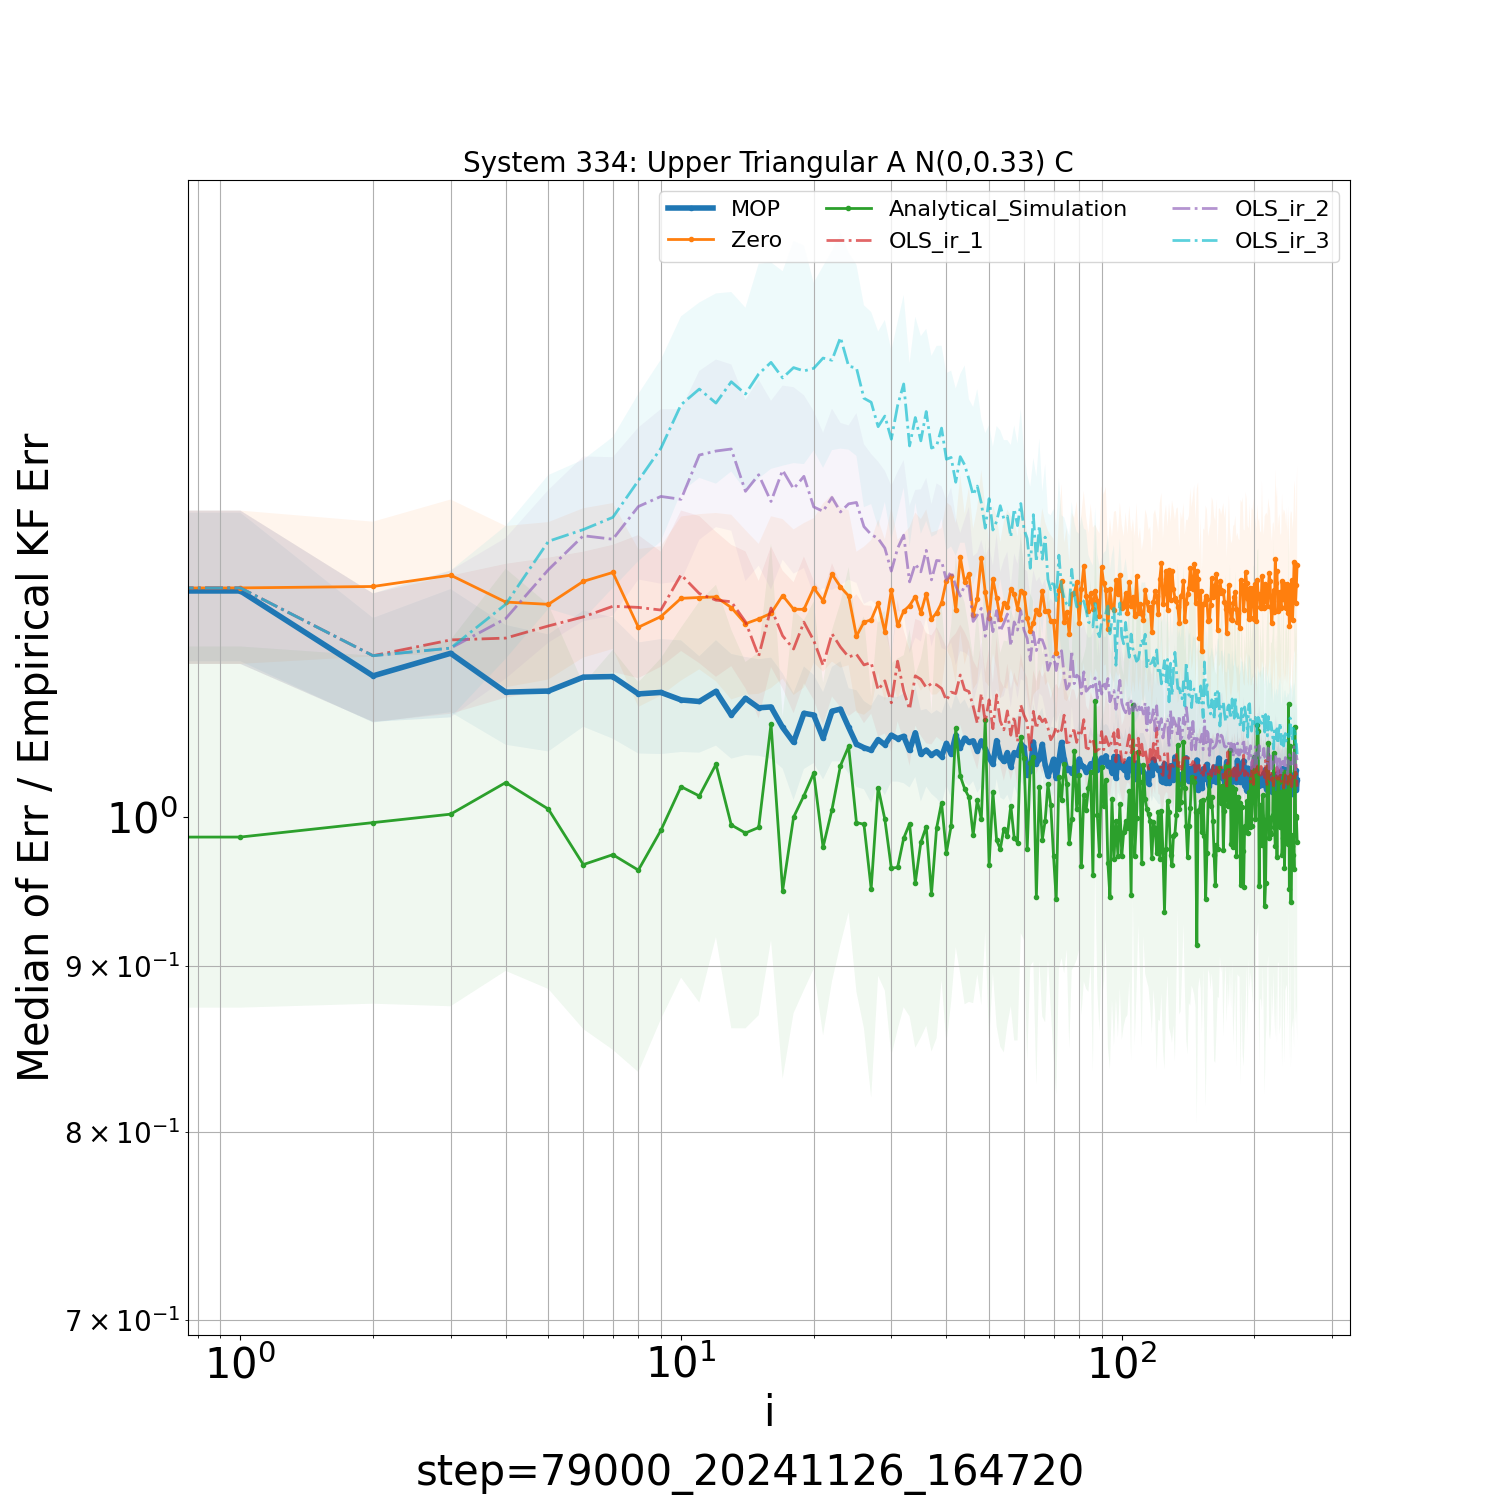 System 334: Upper Triangular A N(0,0.33) C
MOP
Zero
Analytical_Simulation
OLS_ir_1
OLS_ir_2
OLS_ir_3
Median of Err / Empirical KF Err
10⁰
9 × 10⁻¹
8 × 10⁻¹
7 × 10⁻¹
10⁰ 10¹ 10²
i
step=79000_20241126_164720